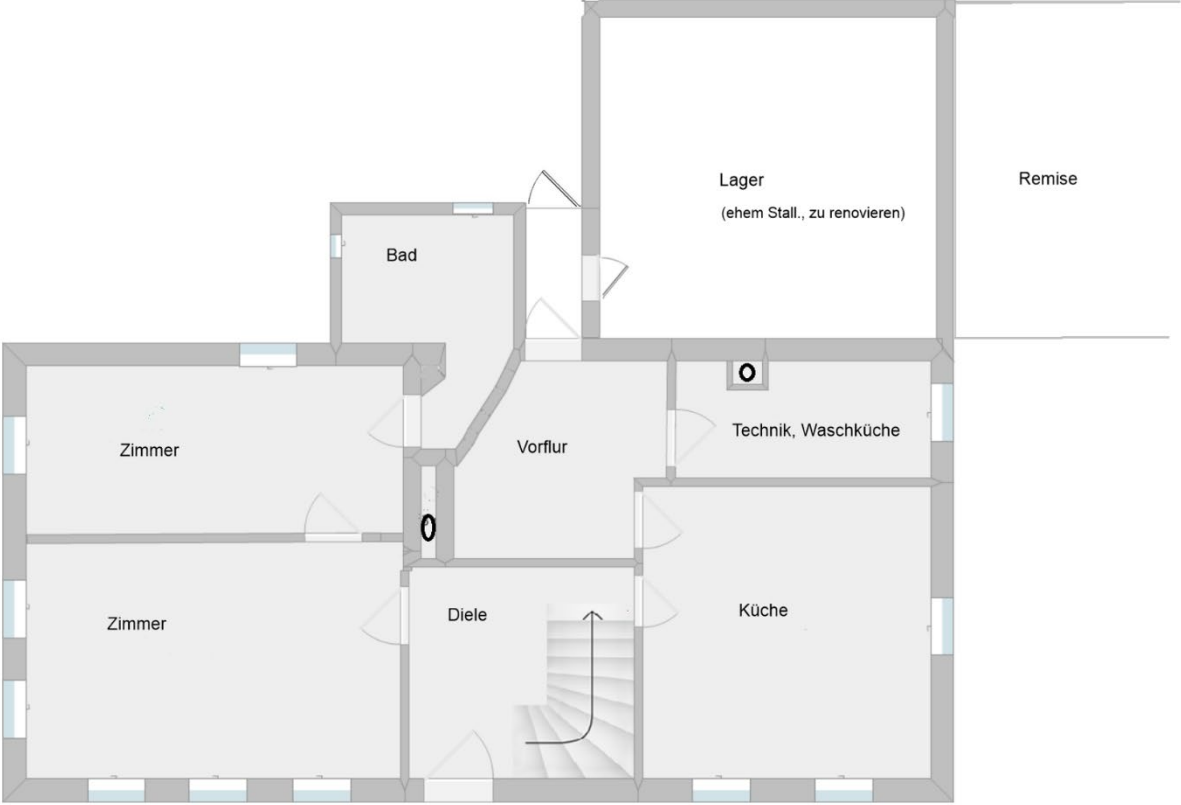 Lager
(ehem Stall., zu renovieren)
Remise
Bad
Zimmer
Vorflur
Technik, Waschküche
Zimmer
Diele
Küche